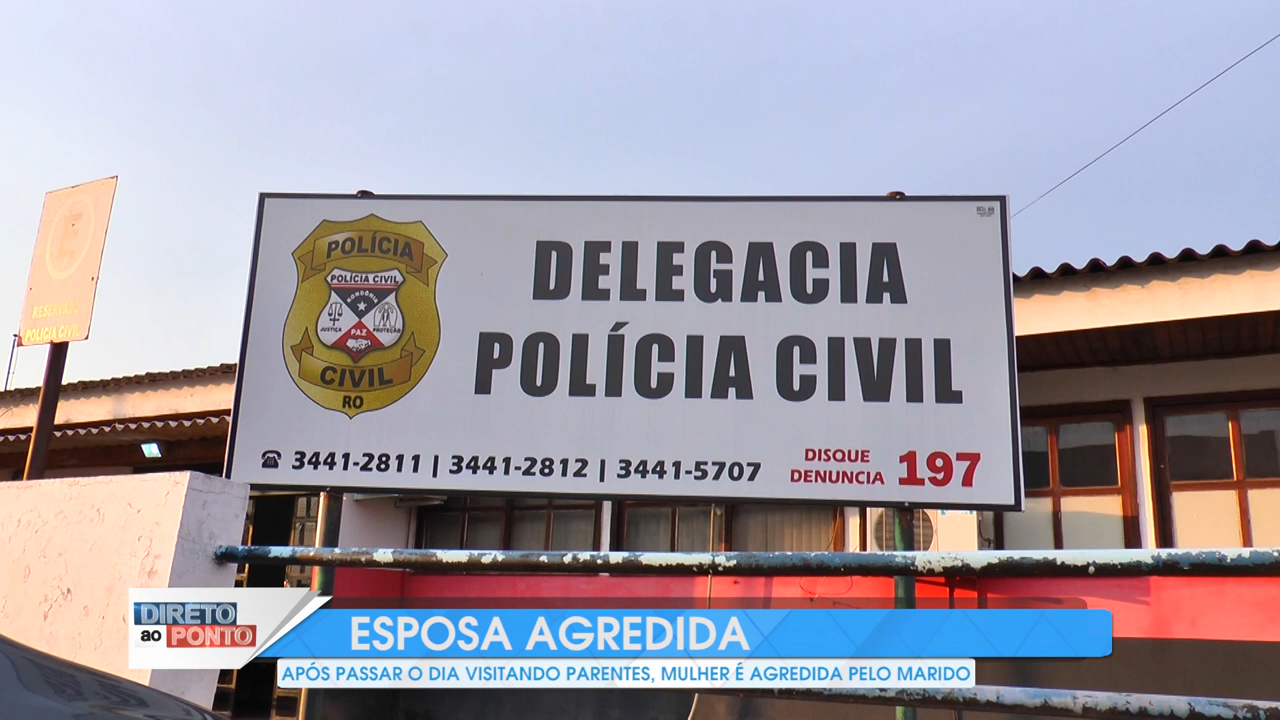 RESERVADO
POLÍCIA CIVIL
POLÍCIA
POLÍCIA CIVIL
RONDÔNIA
JUSTIÇA PAZ PROTEÇÃO
CIVIL
RO
DELEGACIA
POLÍCIA CIVIL
3441-2811 | 3441-2812 | 3441-5707
DISQUE
DENUNCIA 197
DIRETO
ao PONTO
ESPOSA AGREDIDA
APÓS PASSAR O DIA VISITANDO PARENTES, MULHER É AGREDIDA PELO MARIDO